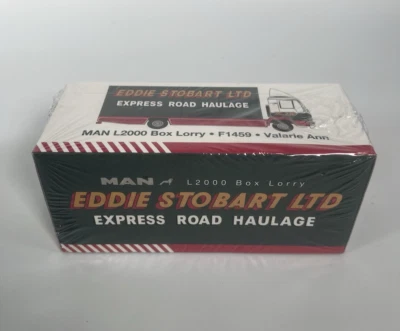 EDDIE STOBART LTD
EXPRESS ROAD HAULAGE
MAN L2000 Box Lorry • F1459 • Valarie Ann
MAN L2000 Box Lorry
EDDIE STOBART LTD
EXPRESS ROAD HAULAGE